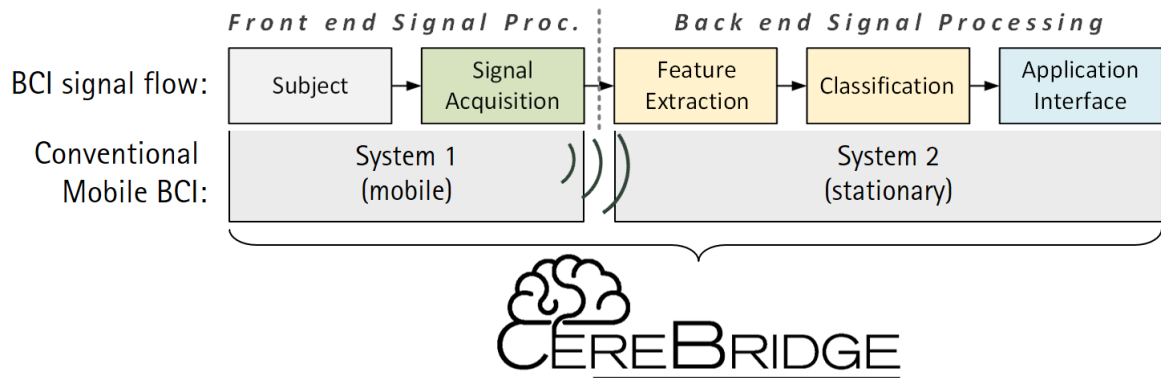 Front end Signal Proc. Back end Signal Processing
BCI signal flow:
Subject
Signal
Acquisition
Feature
Extraction
Classification
Application
Interface
Conventional
Mobile BCI:
System 1
(mobile)
System 2
(stationary)
CEREBRIDGE